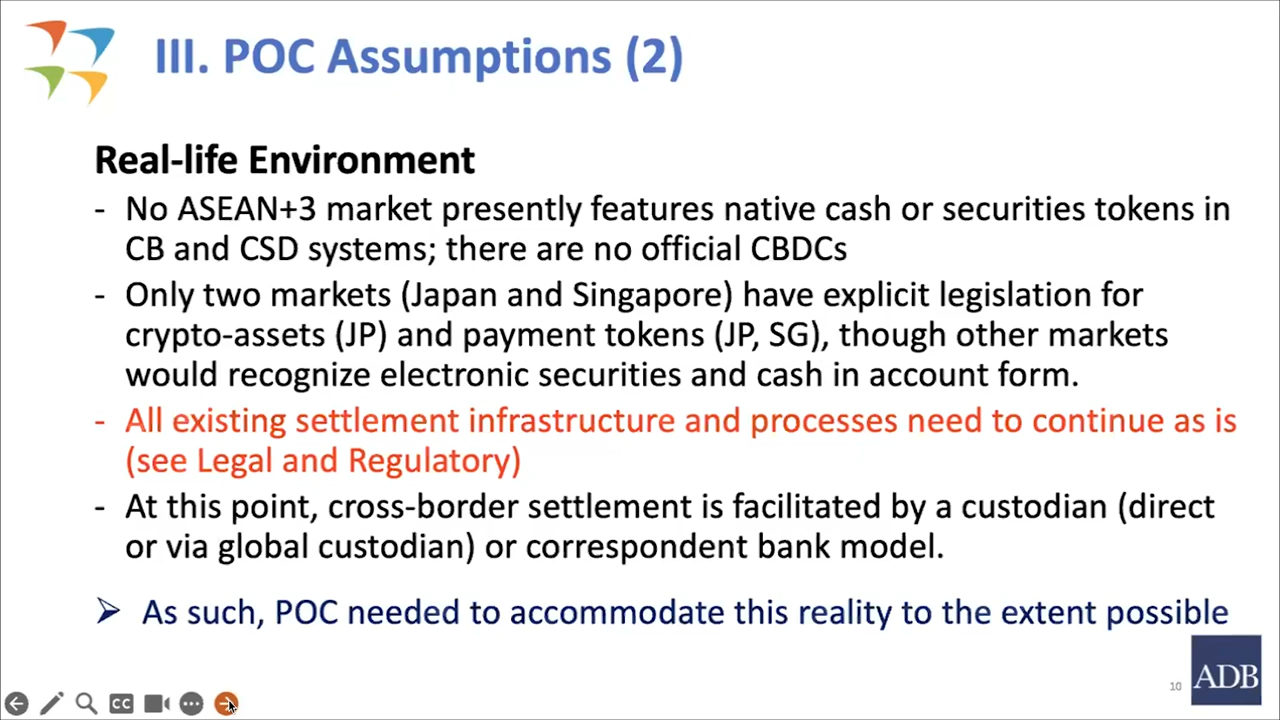 III. POC Assumptions (2)
Real-life Environment
- No ASEAN+3 market presently features native cash or securities tokens in
CB and CSD systems; there are no official CBDCs
- Only two markets (Japan and Singapore) have explicit legislation for
crypto-assets (JP) and payment tokens (JP, SG), though other markets
would recognize electronic securities and cash in account form.
- All existing settlement infrastructure and processes need to continue as is
(see Legal and Regulatory)
- At this point, cross-border settlement is facilitated by a custodian (direct
or via global custodian) or correspondent bank model.
➢ As such, POC needed to accommodate this reality to the extent possible
10
ADB
CC